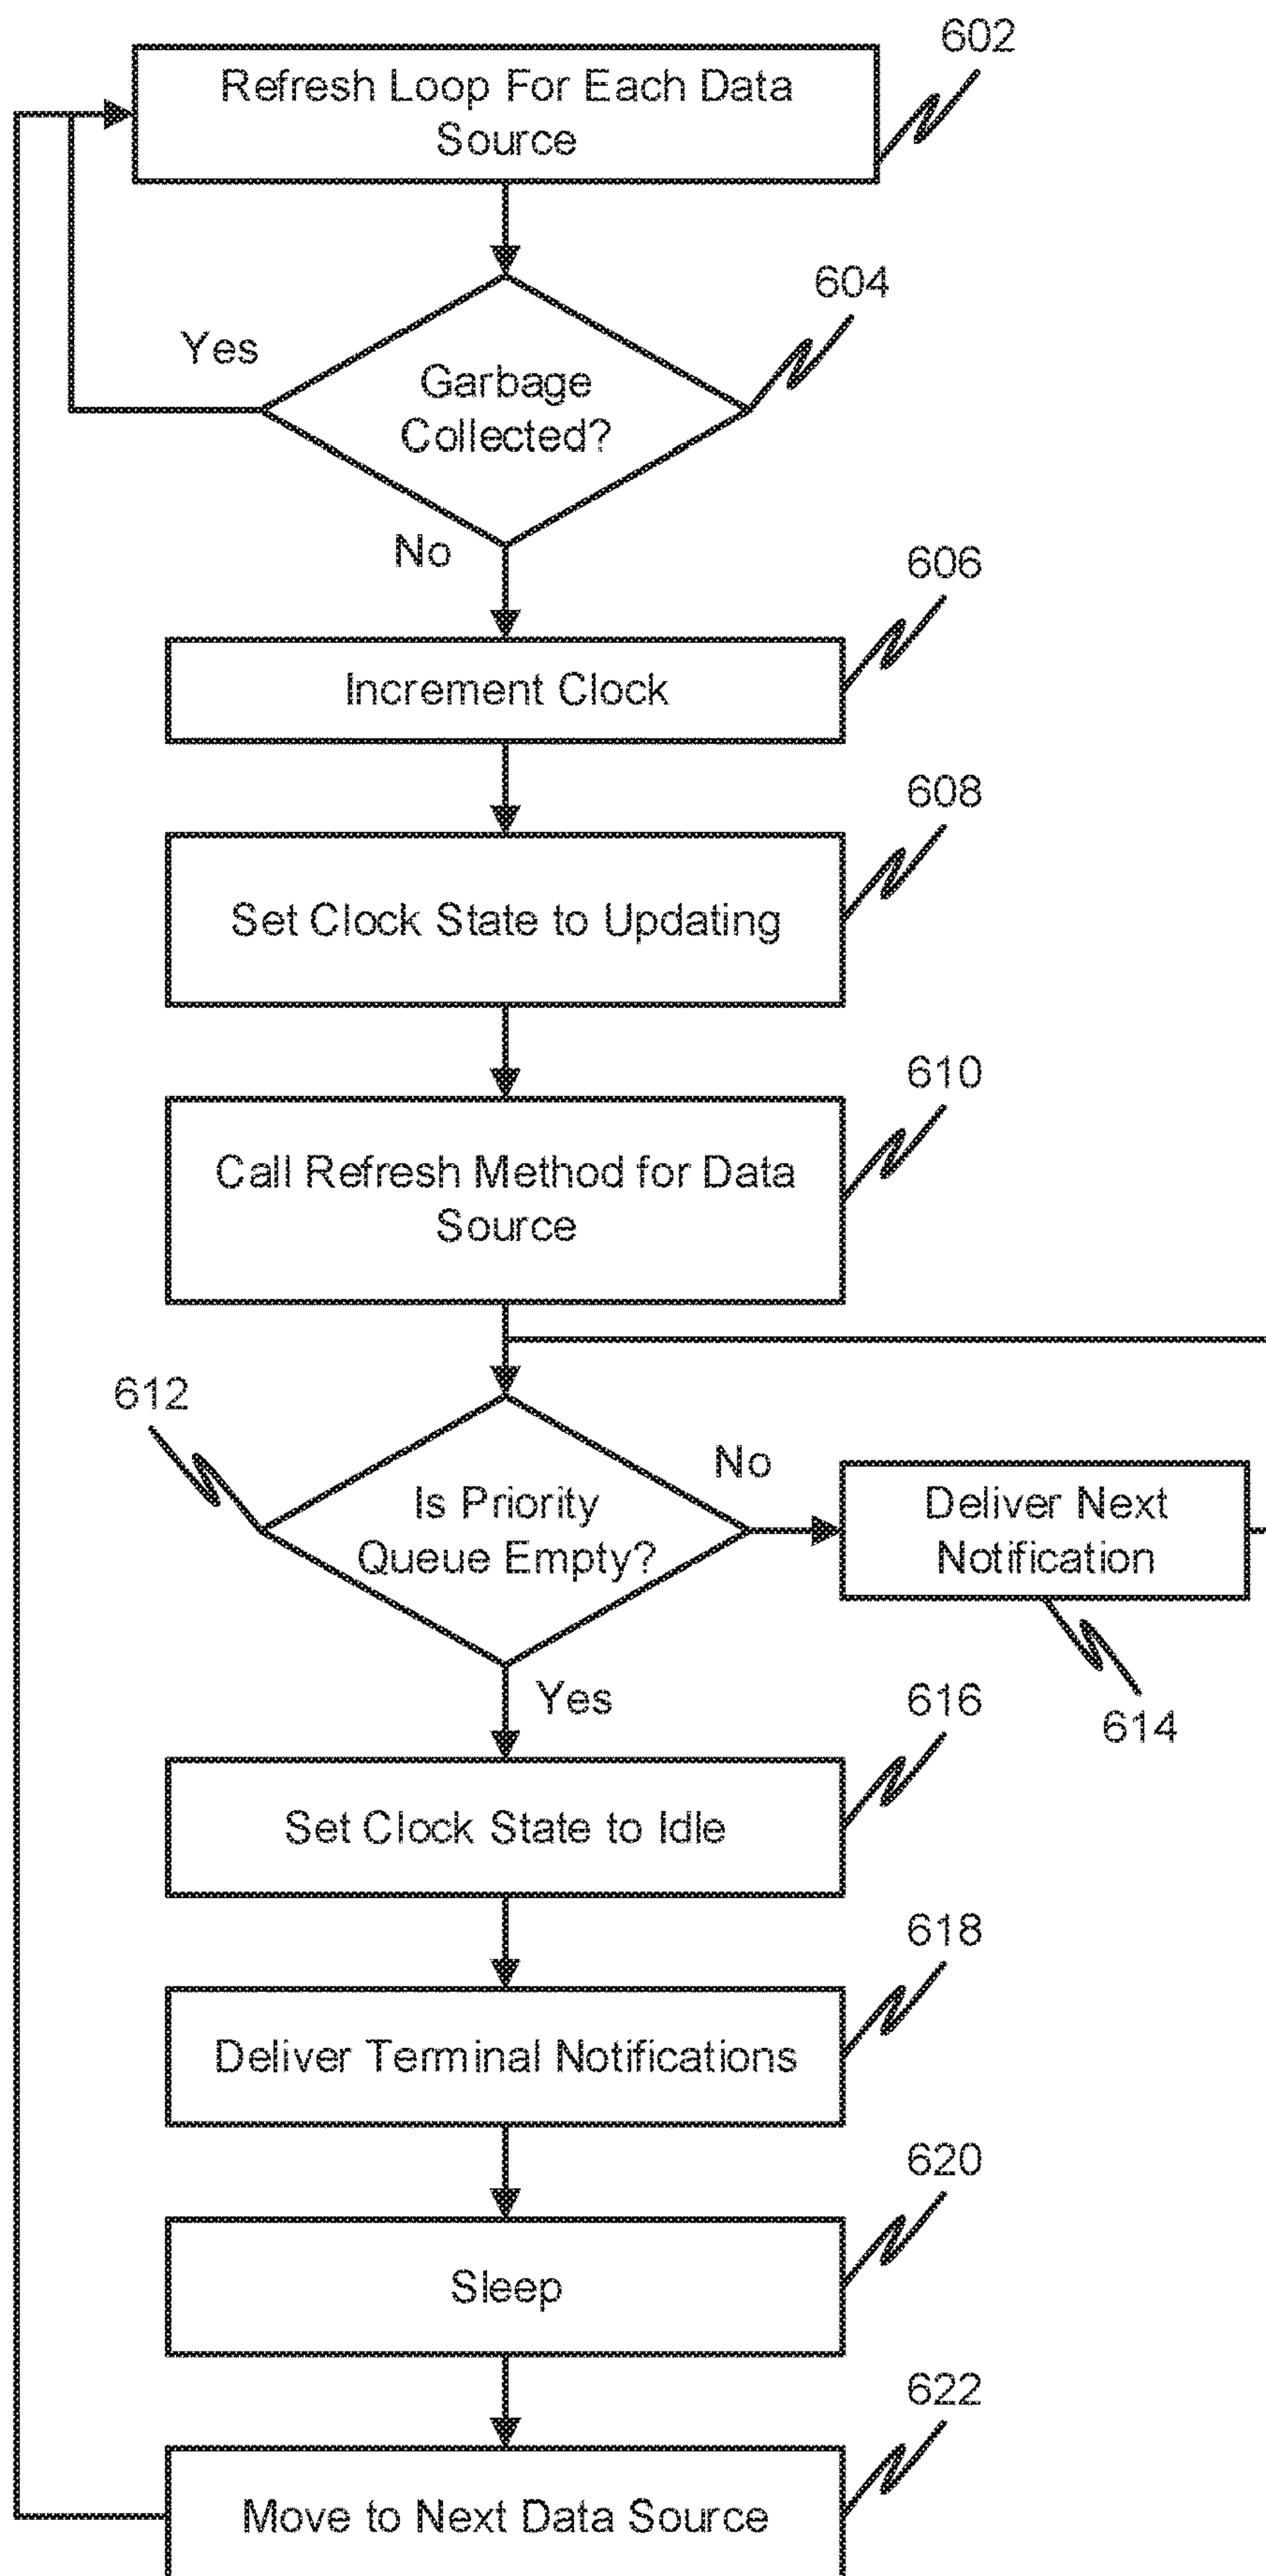 602
Refresh Loop For Each Data
Source
604
Yes
Garbage
Collected?
No
606
Increment Clock
608
Set Clock State to Updating
610
Call Refresh Method for Data
Source
612
No
Is Priority
Queue Empty?
Deliver Next
Notification
614
Yes
616
Set Clock State to Idle
618
Deliver Terminal Notifications
620
Sleep
622
Move to Next Data Source